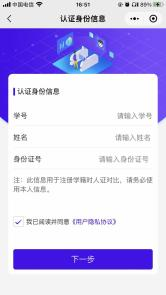 中国电信 16:51
认证身份信息
认证身份信息
学号 请输入学号
姓名 请输入姓名
身份证号 请输入身份证号
注：此信息用于注册学籍时人证对比，请务必使
用本人信息。
我已阅读并同意《用户隐私协议》
下一步